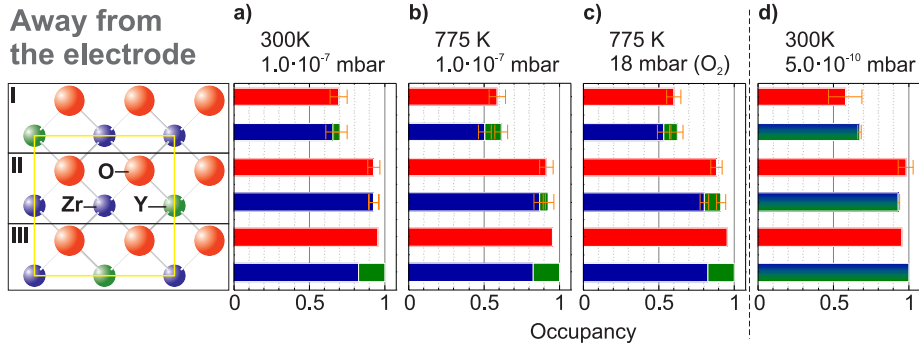 Away from
the electrode
a)
300K
1.0·10⁻⁷ mbar
b)
775 K
1.0·10⁻⁷ mbar
c)
775 K
18 mbar (O₂)
d)
300K
5.0·10⁻¹⁰ mbar
I
II
O
Zr
Y
III
0 0.5 1
0 0.5 1
0 0.5 1
0 0.5 1
Occupancy